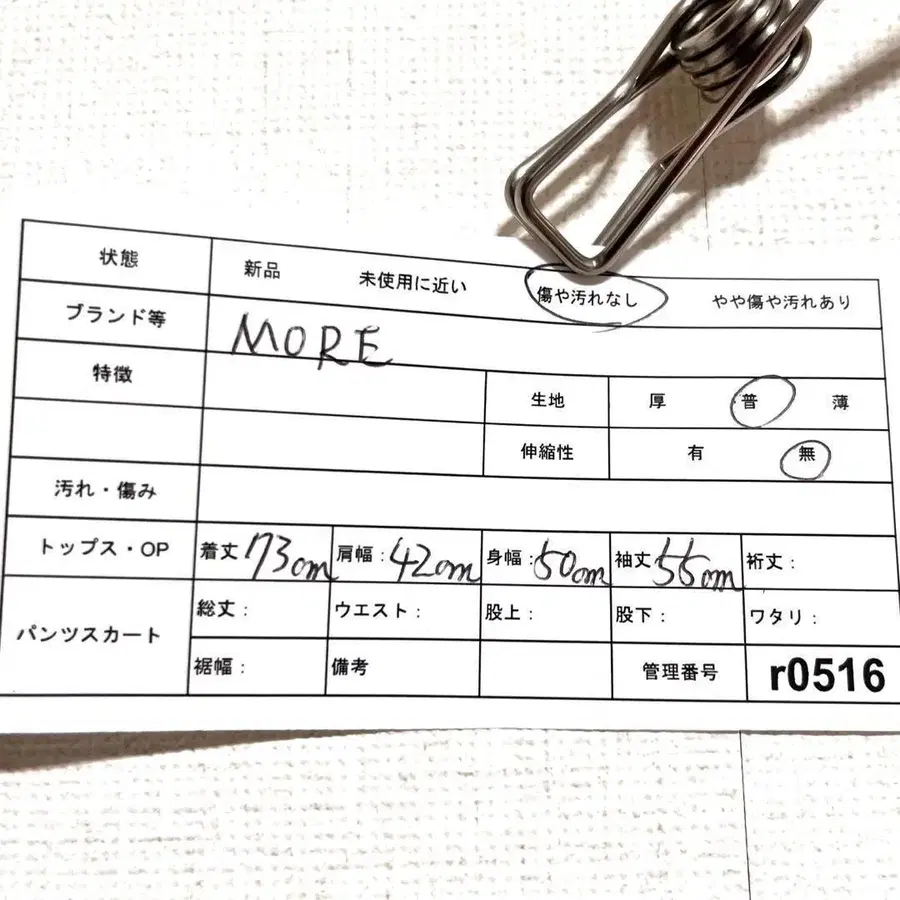 状態 新品 未使用に近い 傷や汚れなし やや傷や汚れあり
ブランド等 MORE
特徴 生地 厚 普 薄
伸縮性 有 無
汚れ・傷み
トップス・OP 着丈 73cm 肩幅: 42cm 身幅: 50cm 袖丈 55cm 裄丈:
パンツスカート 総丈: ウエスト: 股上: 股下: ワタリ:
裾幅: 備考 管理番号 r0516